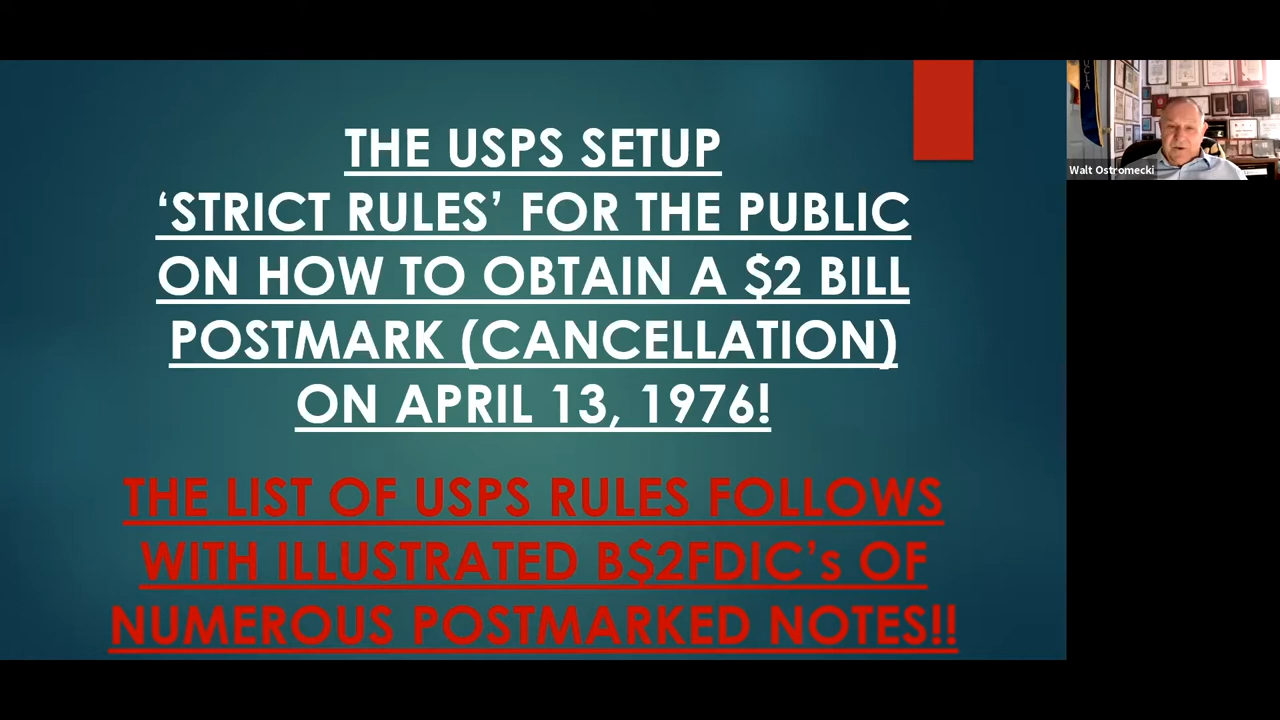 THE USPS SETUP
‘STRICT RULES’ FOR THE PUBLIC
ON HOW TO OBTAIN A $2 BILL
POSTMARK (CANCELLATION)
ON APRIL 13, 1976!
THE LIST OF USPS RULES FOLLOWS
WITH ILLUSTRATED B$2FDIC’s OF
NUMEROUS POSTMARKED NOTES!!
UCLA
Walt Ostromecki